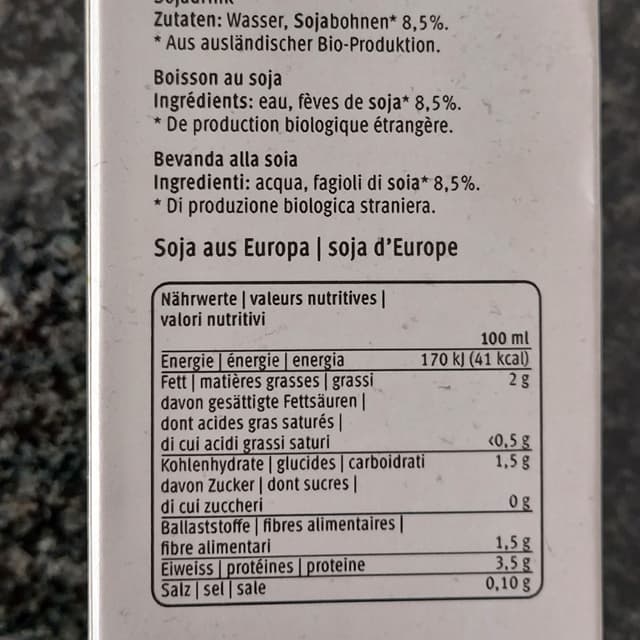 Zutaten: Wasser, Sojabohnen* 8,5%.
* Aus ausländischer Bio-Produktion.
Boisson au soja
Ingrédients: eau, fèves de soja* 8,5%.
* De production biologique étrangère.
Bevanda alla soia
Ingredienti: acqua, fagioli di soia* 8,5%.
* Di produzione biologica straniera.
Soja aus Europa | soja d'Europe
Nährwerte | valeurs nutritives |
valori nutritivi
100 ml
Energie | énergie | energia 170 kJ (41 kcal)
Fett | matières grasses | grassi 2 g
davon gesättigte Fettsäuren |
dont acides gras saturés |
di cui acidi grassi saturi <0,5 g
Kohlenhydrate | glucides | carboidrati 1,5 g
davon Zucker | dont sucres |
di cui zuccheri 0 g
Ballaststoffe | fibres alimentaires |
fibre alimentari 1,5 g
Eiweiss | protéines | proteine 3,5 g
Salz | sel | sale 0,10 g